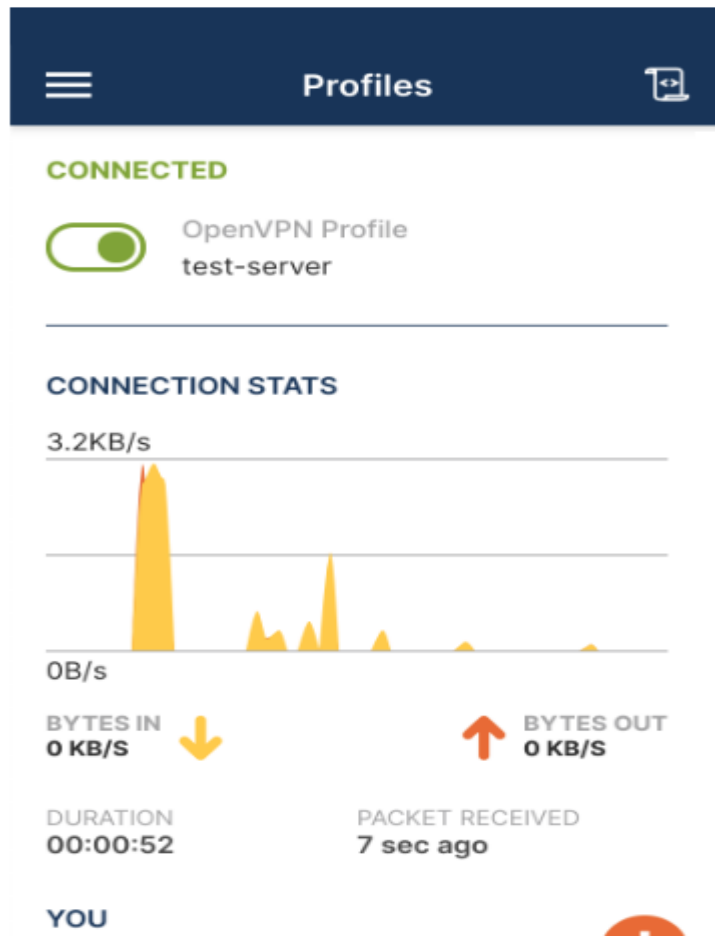 Profiles
CONNECTED
OpenVPN Profile
test-server
CONNECTION STATS
3.2KB/s
0B/s
BYTES IN
0 KB/S
BYTES OUT
0 KB/S
DURATION
00:00:52
PACKET RECEIVED
7 sec ago
YOU